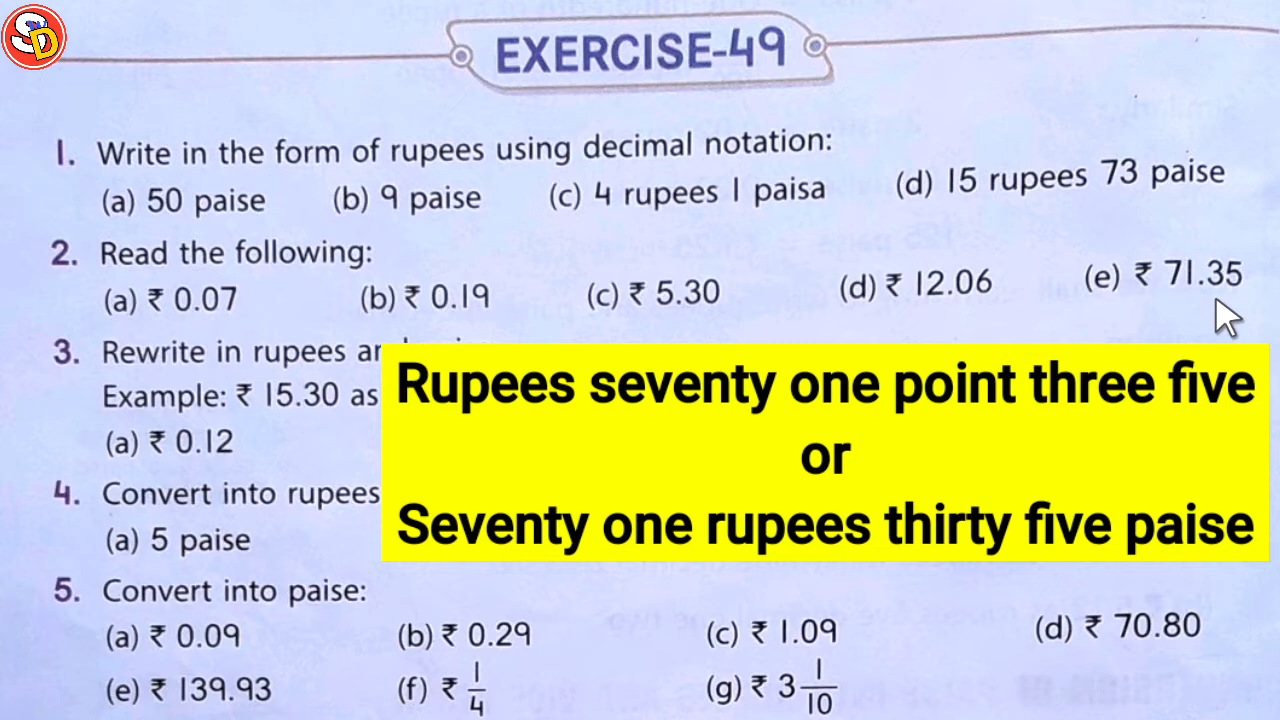 SD
EXERCISE-49
1. Write in the form of rupees using decimal notation:
(a) 50 paise (b) 9 paise (c) 4 rupees 1 paisa (d) 15 rupees 73 paise
2. Read the following:
(a) ₹ 0.07 (b) ₹ 0.19 (c) ₹ 5.30 (d) ₹ 12.06 (e) ₹ 71.35
3. Rewrite in rupees
Example: ₹ 15.30 as
(a) ₹ 0.12
Rupees seventy one point three five
or
Seventy one rupees thirty five paise
4. Convert into rupees
(a) 5 paise
5. Convert into paise:
(a) ₹ 0.09 (b) ₹ 0.29 (c) ₹ 1.09 (d) ₹ 70.80
(e) ₹ 139.93 (f) ₹ 1/4 (g) ₹ 3 1/10